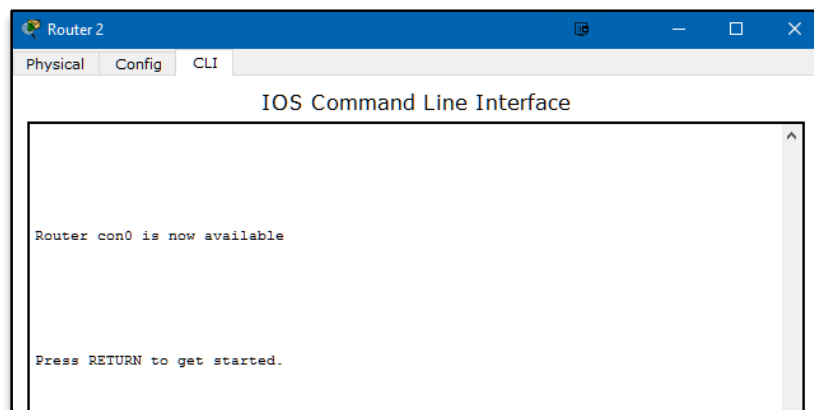 Router 2
Physical Config CLI
IOS Command Line Interface
Router con0 is now available
Press RETURN to get started.